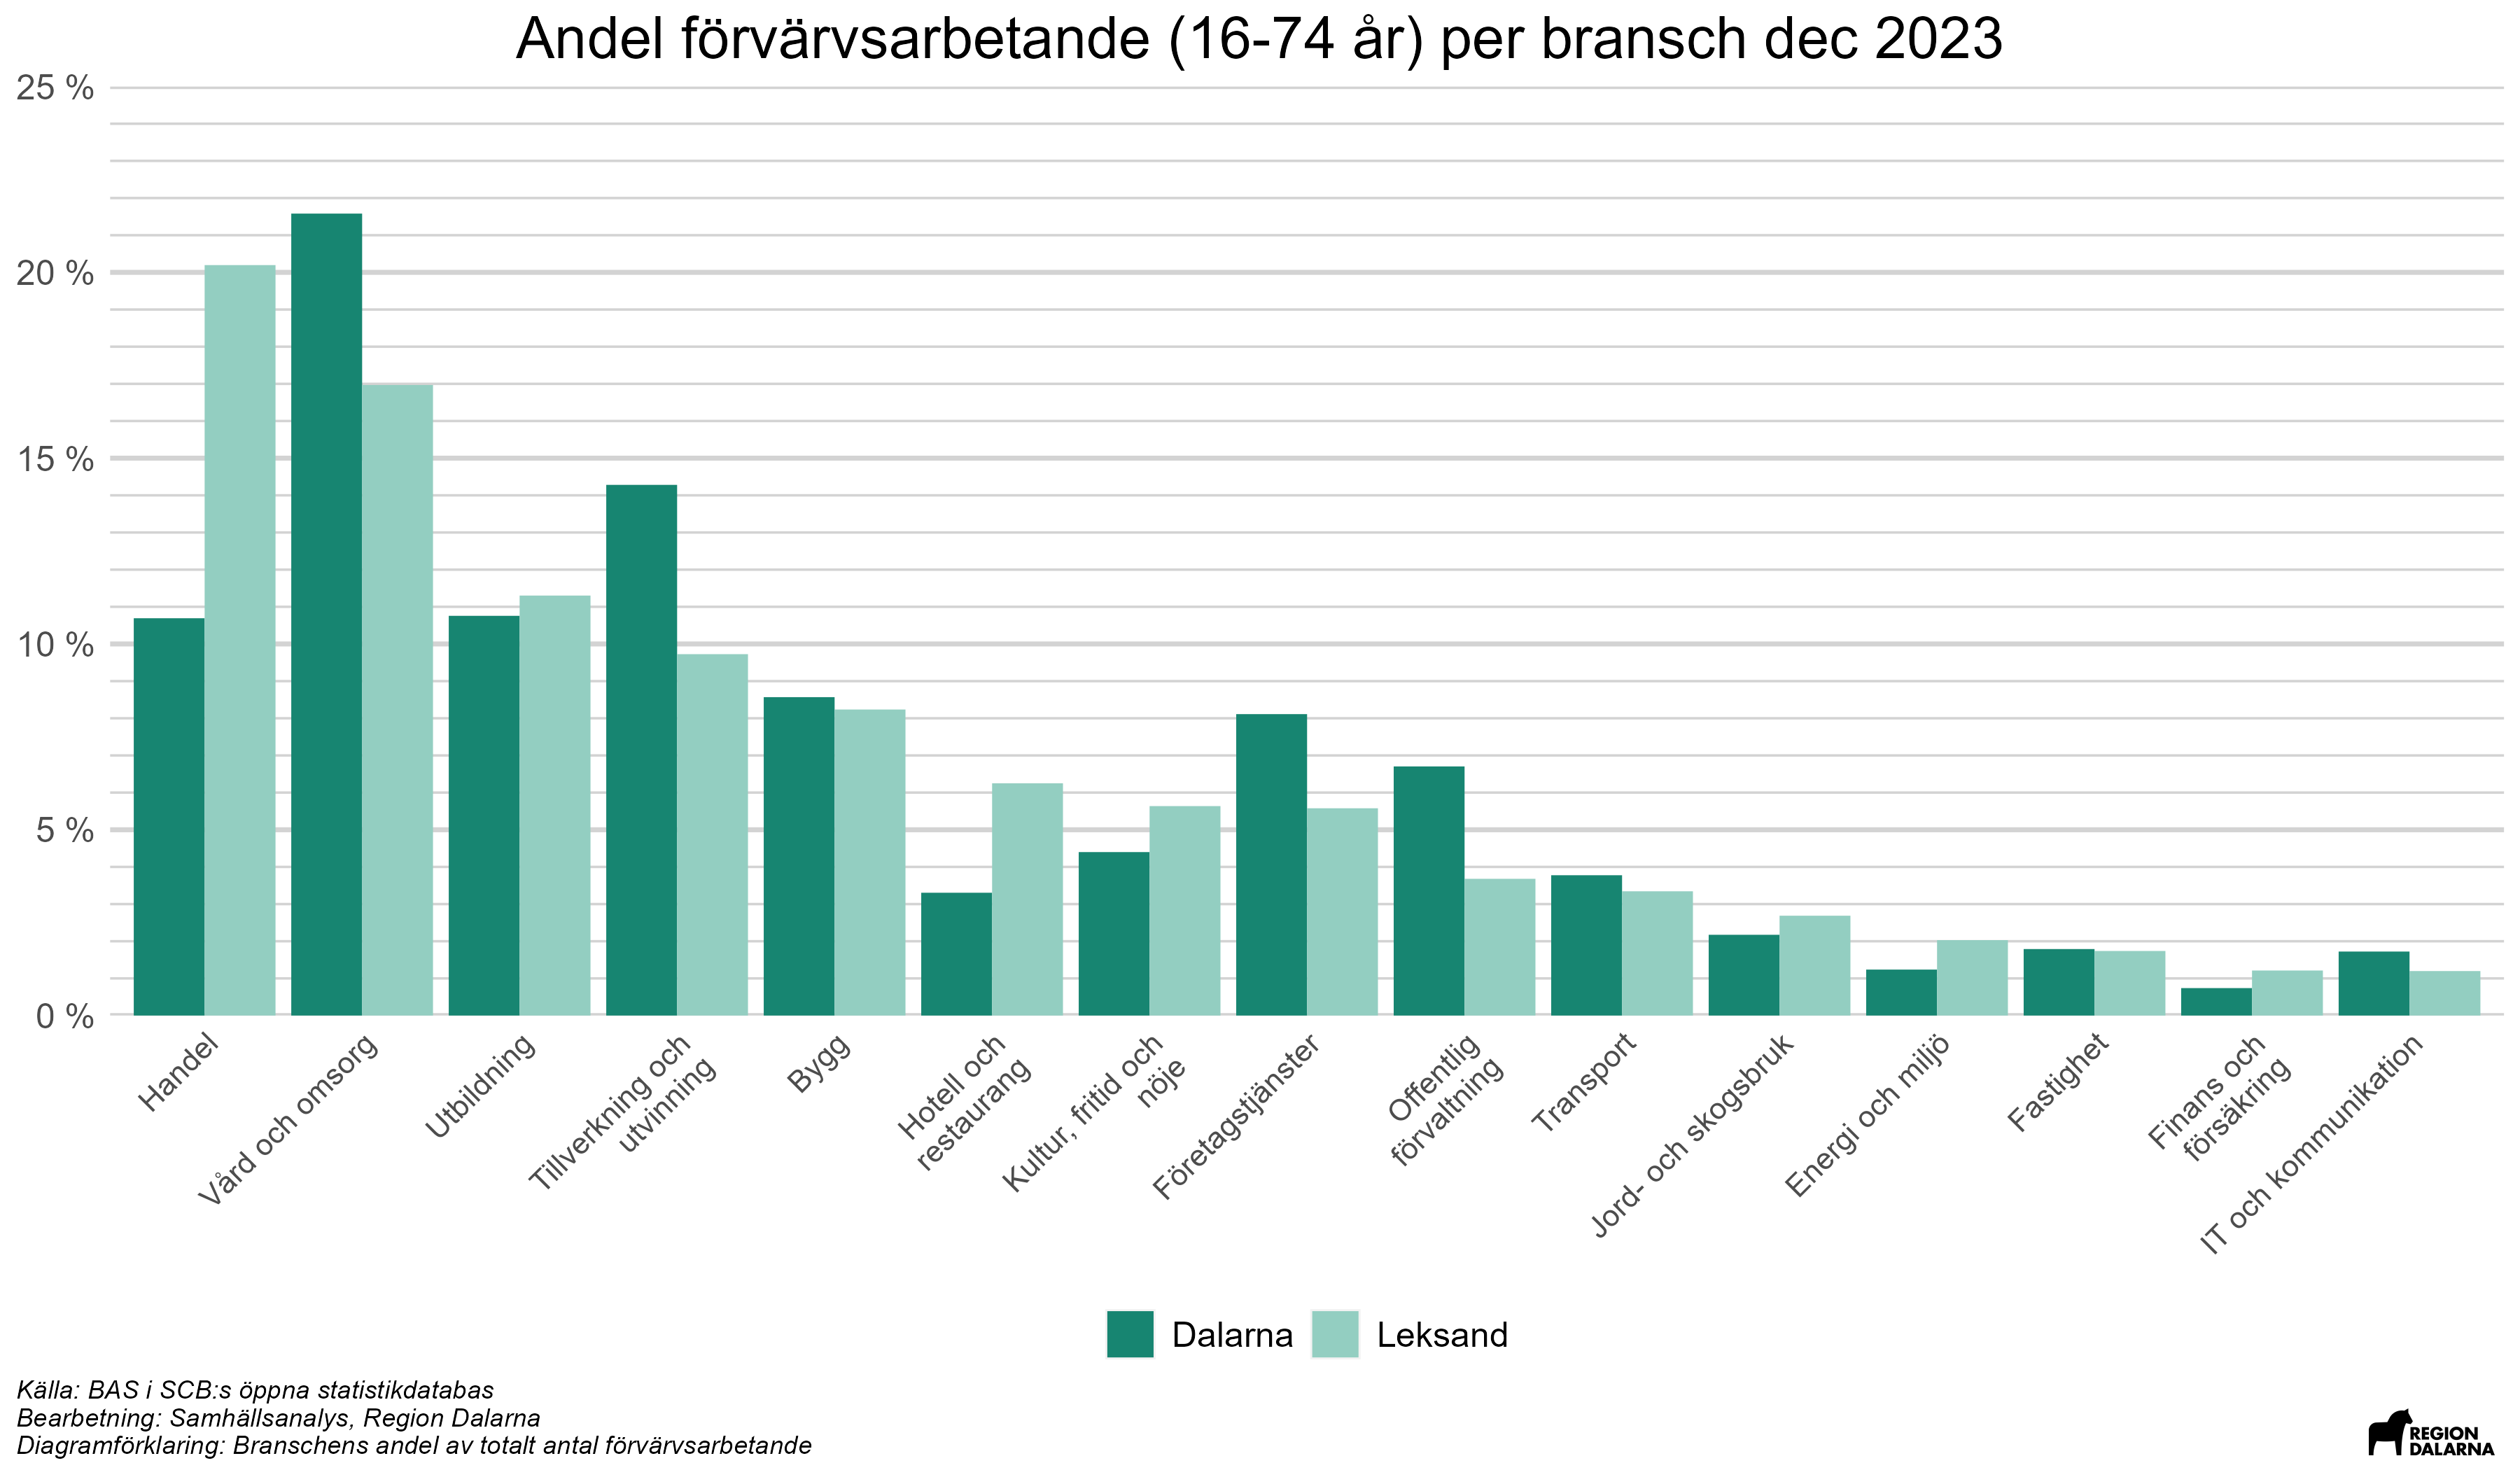 Andel förvärvsarbetande (16-74 år) per bransch dec 2023
25 %
20 %
15 %
10 %
5 %
0 %
Handel
Vård och omsorg
Utbildning
Tillverkning och
utvinning
Bygg
Hotell och
restaurang
Kultur, fritid och
nöje
Företagstjänster
Offentlig
förvaltning
Transport
Jord- och skogsbruk
Energi och miljö
Fastighet
Finans och
försäkring
IT och kommunikation
Dalarna
Leksand
Källa: BAS i SCB:s öppna statistikdatabas
Bearbetning: Samhällsanalys, Region Dalarna
Diagramförklaring: Branschens andel av totalt antal förvärvsarbetande
REGION
DALARNA